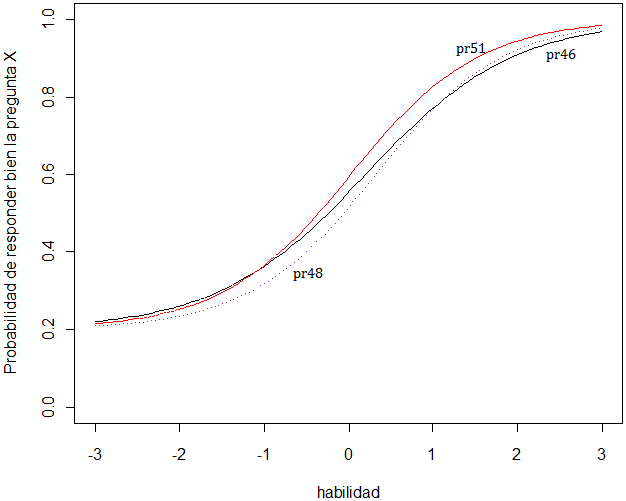 Probabilidad de responder bien la pregunta X
1.0
0.8
0.6
0.4
0.2
0.0
pr51
pr46
pr48
-3 -2 -1 0 1 2 3
habilidad